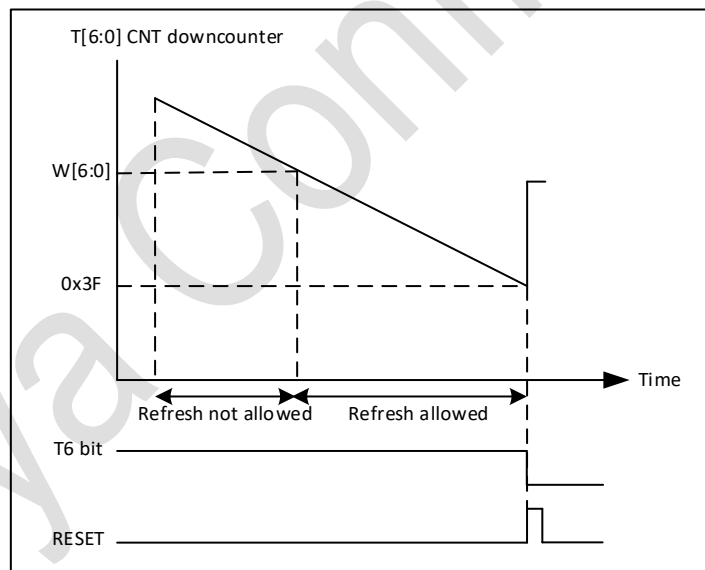 T[6:0] CNT downcounter
W[6:0]
0x3F
Time
Refresh not allowed Refresh allowed
T6 bit
RESET